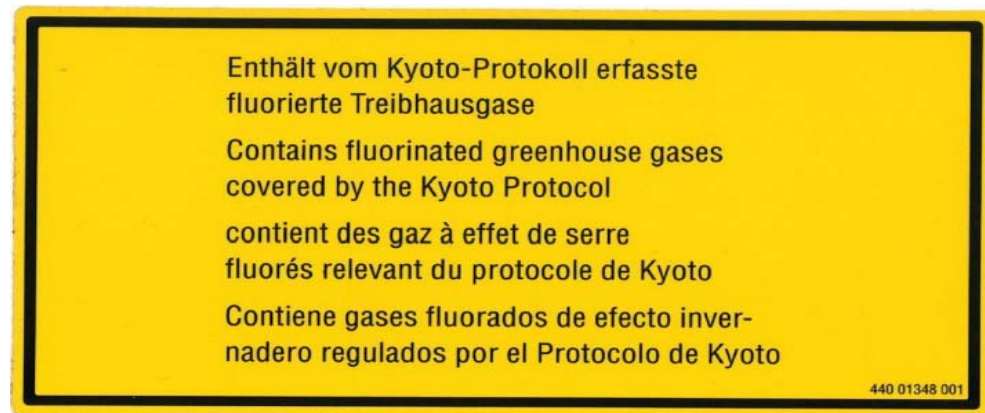 Enthält vom Kyoto-Protokoll erfasste
fluorierte Treibhausgase
Contains fluorinated greenhouse gases
covered by the Kyoto Protocol
contient des gaz à effet de serre
fluorés relevant du protocole de Kyoto
Contiene gases fluorados de efecto inver-
nadero regulados por el Protocolo de Kyoto
440 01348 001